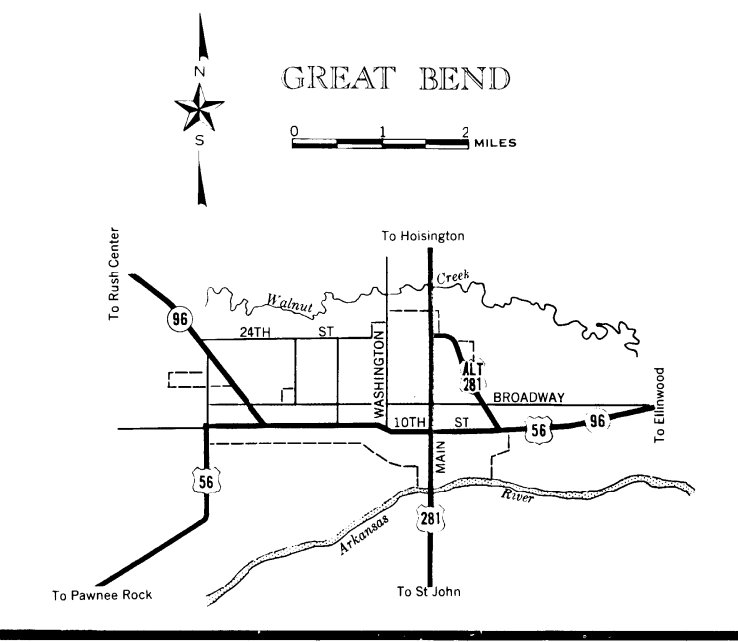 N
S
GREAT BEND
0 1 2
MILES
To Hoisington
To Rush Center
Walnut
Creek
96
24TH ST
WASHINGTON
ALT
281
BROADWAY
To Ellinwood
10TH ST
56
96
MAIN
56
River
281
Arkansas
To Pawnee Rock
To St John